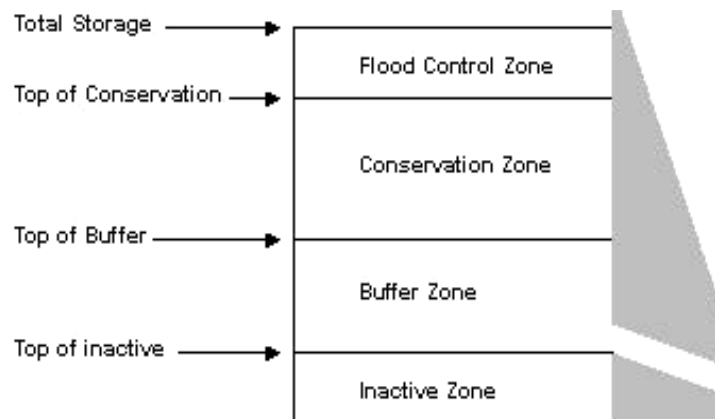 Total Storage
Flood Control Zone
Top of Conservation
Conservation Zone
Top of Buffer
Buffer Zone
Top of inactive
Inactive Zone